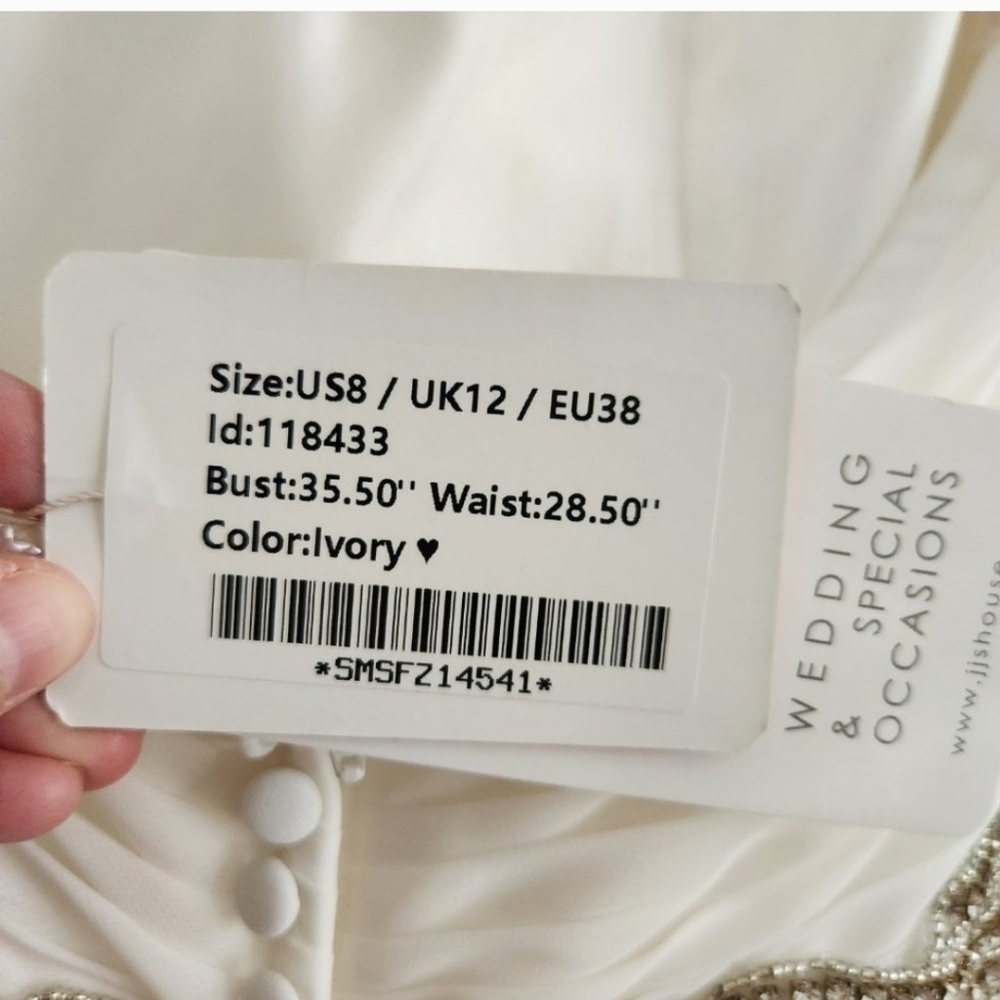 Size:US8 / UK12 / EU38
Id:118433
Bust:35.50'' Waist:28.50''
Color:Ivory ♥
*SMSFZ14541*
WEDDING
& SPECIAL
OCCASIONS
www.jjshouse